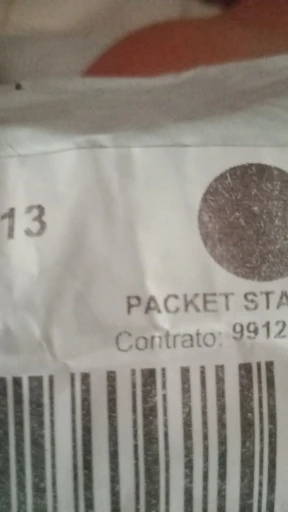 13
PACKET STA
Contrato: 9912